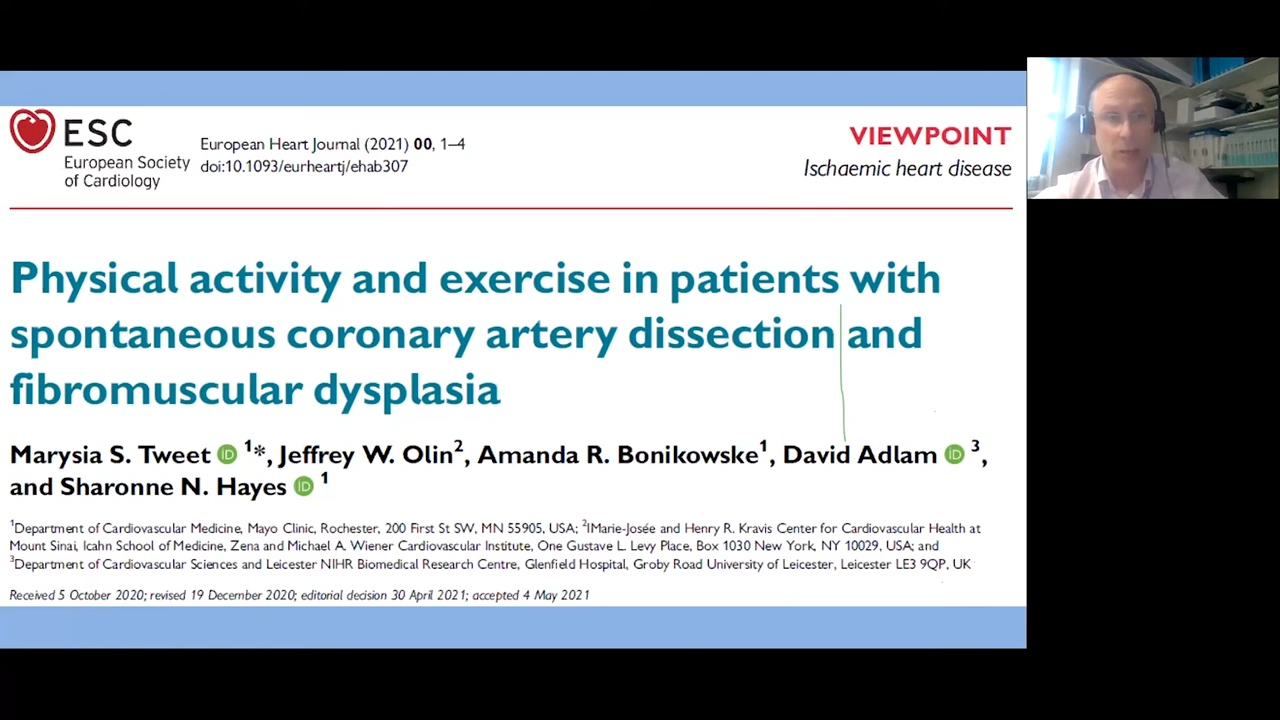 ESC
European Society
of Cardiology
European Heart Journal (2021) 00, 1–4
doi:10.1093/eurheartj/ehab307
VIEWPOINT
Ischaemic heart disease
Physical activity and exercise in patients with
spontaneous coronary artery dissection and
fibromuscular dysplasia
Marysia S. Tweet iD 1*, Jeffrey W. Olin2, Amanda R. Bonikowske1, David Adlam iD 3,
and Sharonne N. Hayes iD 1
1Department of Cardiovascular Medicine, Mayo Clinic, Rochester, 200 First St SW, MN 55905, USA; 2IMarie-Josée and Henry R. Kravis Center for Cardiovascular Health at
Mount Sinai, Icahn School of Medicine, Zena and Michael A. Wiener Cardiovascular Institute, One Gustave L. Levy Place, Box 1030 New York, NY 10029, USA; and
3Department of Cardiovascular Sciences and Leicester NIHR Biomedical Research Centre, Glenfield Hospital, Groby Road University of Leicester, Leicester LE3 9QP, UK
Received 5 October 2020; revised 19 December 2020; editorial decision 30 April 2021; accepted 4 May 2021